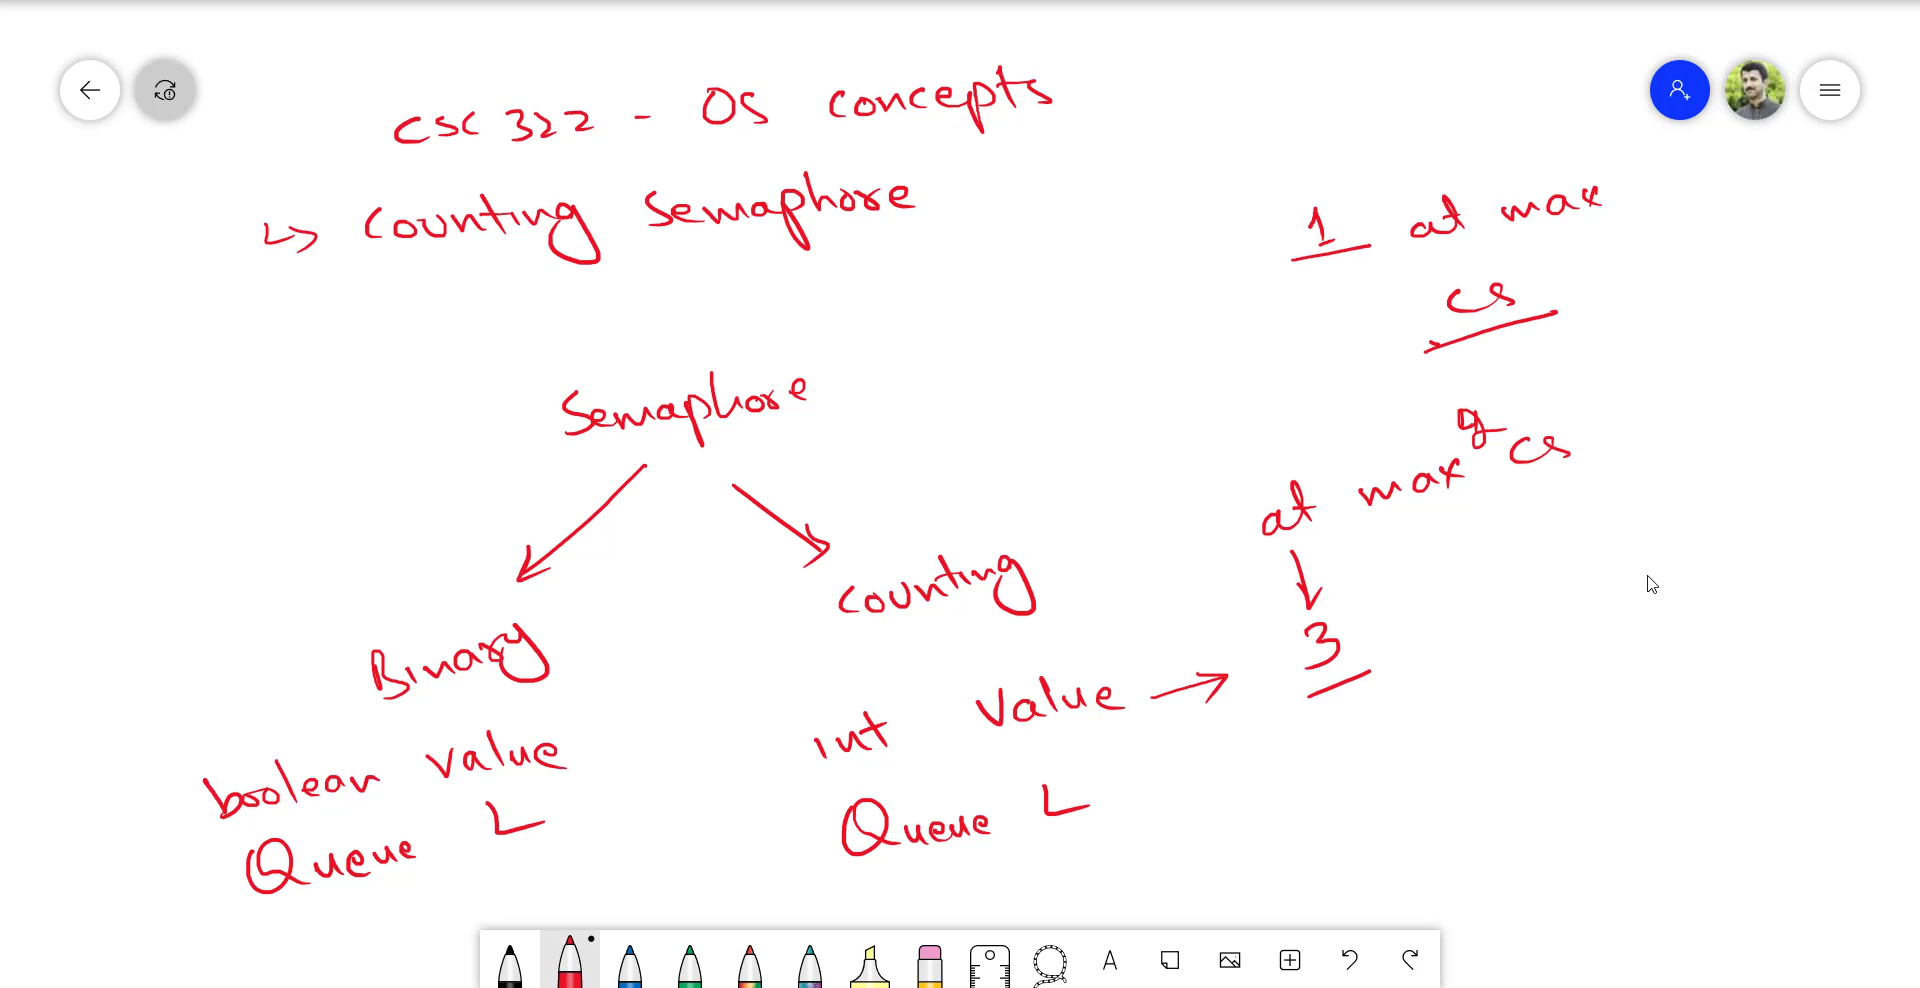 CSC 322 - OS concepts
↳ Counting Semaphore
1 at max
CS
Semaphore
at max CS
3
Binary
Counting
boolean value
Queue L
int value →
Queue L
A